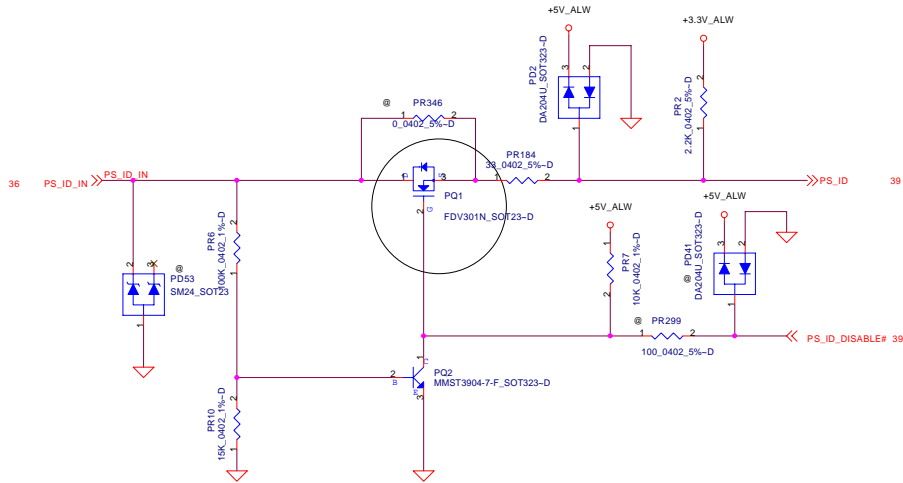 +5V_ALW
+3.3V_ALW
3
2
PD2
DA204U_SOT323~D
1
2
PR2
2.2K_0402_5%~D
1
@
PR346
1
2
0_0402_5%~D
PR184
33_0402_5%~D
1
2
36
PS_ID_IN
PS_ID_IN
1
D
S
3
PQ1
FDV301N_SOT23~D
2
G
PS_ID
39
2
PR6
100K_0402_1%~D
1
2
3
@
PD53
SM24_SOT23
1
+5V_ALW
1
PR7
10K_0402_1%~D
2
+5V_ALW
3
2
@
PD41
DA204U_SOT323~D
1
@
PR299
1
2
100_0402_5%~D
PS_ID_DISABLE#
39
1
C
2
B
PQ2
MMST3904-7-F_SOT323~D
E
3
2
PR10
15K_0402_1%~D
1